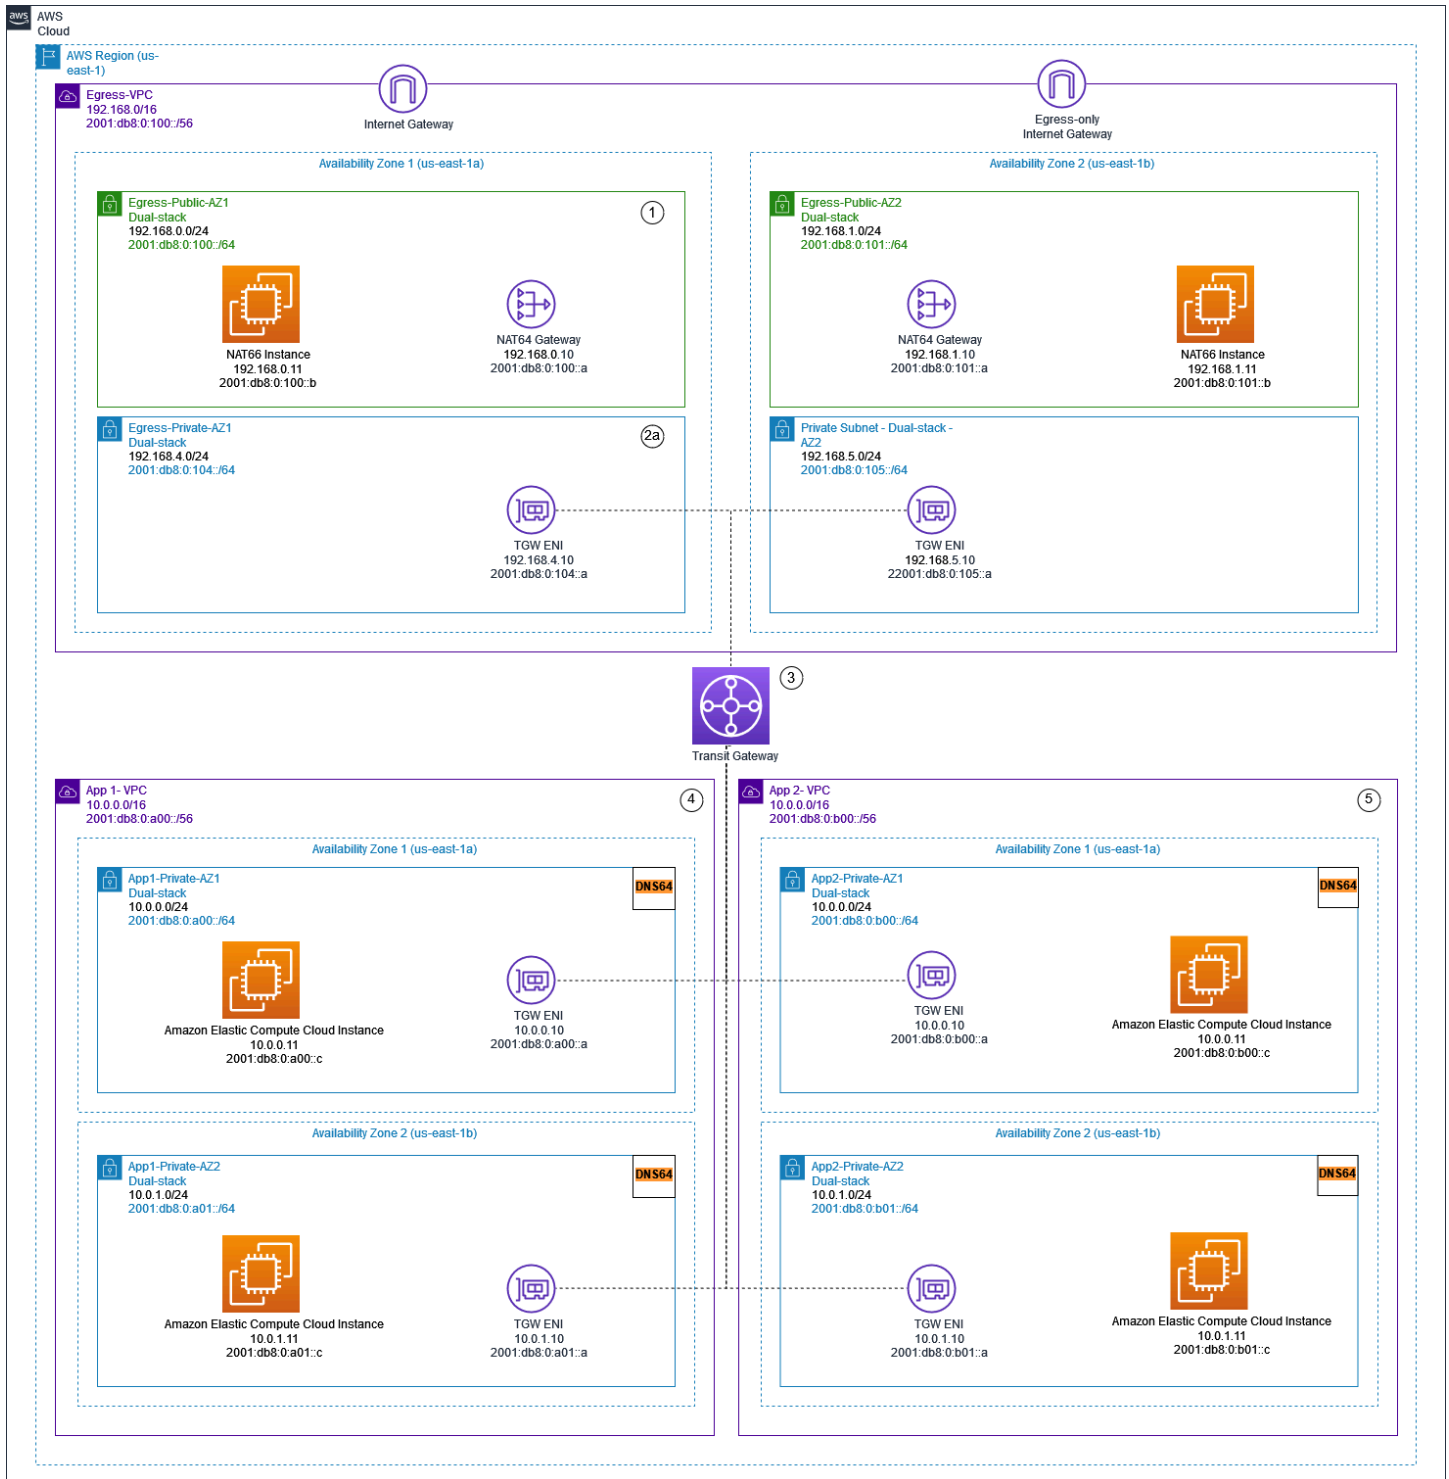 aws
AWS
Cloud
AWS Region (us-
east-1)
Egress-VPC
192.168.0/16
2001:db8:0:100::/56
Internet Gateway
Egress-only
Internet Gateway
Availability Zone 1 (us-east-1a)
Availability Zone 2 (us-east-1b)
Egress-Public-AZ1
Dual-stack
192.168.0.0/24
2001:db8:0:100::/64
1
NAT66 Instance
192.168.0.11
2001:db8:0:100::b
NAT64 Gateway
192.168.0.10
2001:db8:0:100::a
Egress-Public-AZ2
Dual-stack
192.168.1.0/24
2001:db8:0:101::/64
NAT64 Gateway
192.168.1.10
2001:db8:0:101::a
NAT66 Instance
192.168.1.11
2001:db8:0:101::b
Egress-Private-AZ1
Dual-stack
192.168.4.0/24
2001:db8:0:104::/64
2a
TGW ENI
192.168.4.10
2001:db8:0:104::a
Private Subnet - Dual-stack -
AZ2
192.168.5.0/24
2001:db8:0:105::/64
TGW ENI
192.168.5.10
22001:db8:0:105::a
3
Transit Gateway
App 1- VPC
10.0.0.0/16
2001:db8:0:a00::/56
4
Availability Zone 1 (us-east-1a)
App1-Private-AZ1
Dual-stack
10.0.0.0/24
2001:db8:0:a00::/64
DNS64
Amazon Elastic Compute Cloud Instance
10.0.0.11
2001:db8:0:a00::c
TGW ENI
10.0.0.10
2001:db8:0:a00::a
Availability Zone 2 (us-east-1b)
App1-Private-AZ2
Dual-stack
10.0.1.0/24
2001:db8:0:a01::/64
DNS64
Amazon Elastic Compute Cloud Instance
10.0.1.11
2001:db8:0:a01::c
TGW ENI
10.0.1.10
2001:db8:0:a01::a
App 2- VPC
10.0.0.0/16
2001:db8:0:b00::/56
5
Availability Zone 1 (us-east-1a)
App2-Private-AZ1
Dual-stack
10.0.0.0/24
2001:db8:0:b00::/64
DNS64
TGW ENI
10.0.0.10
2001:db8:0:b00::a
Amazon Elastic Compute Cloud Instance
10.0.0.11
2001:db8:0:b00::c
Availability Zone 2 (us-east-1b)
App2-Private-AZ2
Dual-stack
10.0.1.0/24
2001:db8:0:b01::/64
DNS64
TGW ENI
10.0.1.10
2001:db8:0:b01::a
Amazon Elastic Compute Cloud Instance
10.0.1.11
2001:db8:0:b01::c